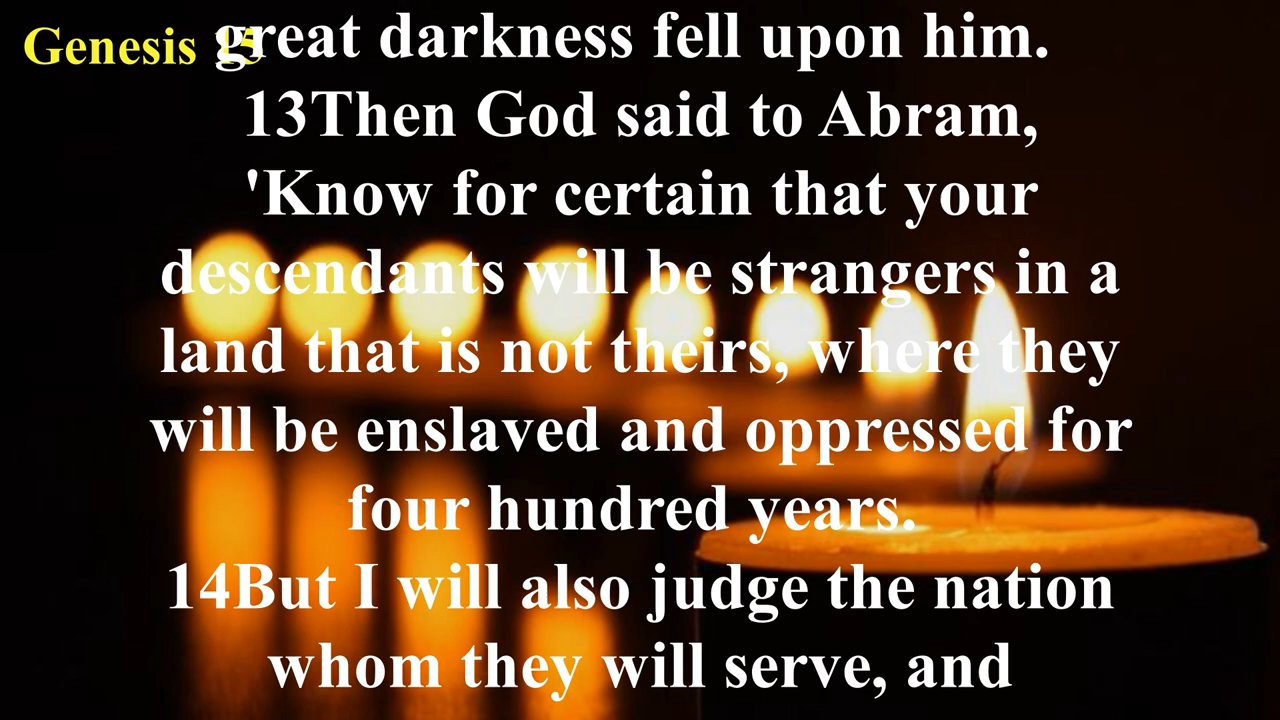 Genesis 15
great darkness fell upon him.
13Then God said to Abram,
'Know for certain that your
descendants will be strangers in a
land that is not theirs, where they
will be enslaved and oppressed for
four hundred years.
14But I will also judge the nation
whom they will serve, and